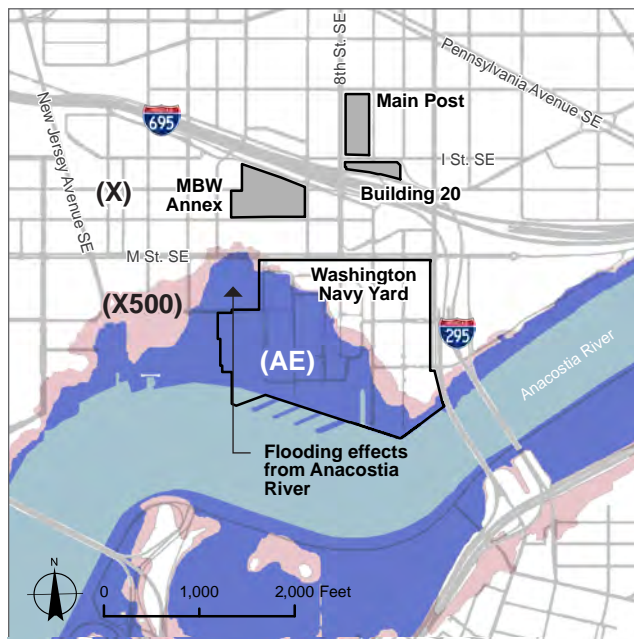 8th St. SE
Pennsylvania Avenue SE
New Jersey Avenue SE
695
Main Post
I St. SE
(X)
MBW
Annex
Building 20
M St. SE
Washington
Navy Yard
(X500)
295
(AE)
Anacostia River
Flooding effects
from Anacostia
River
N
0 1,000 2,000 Feet